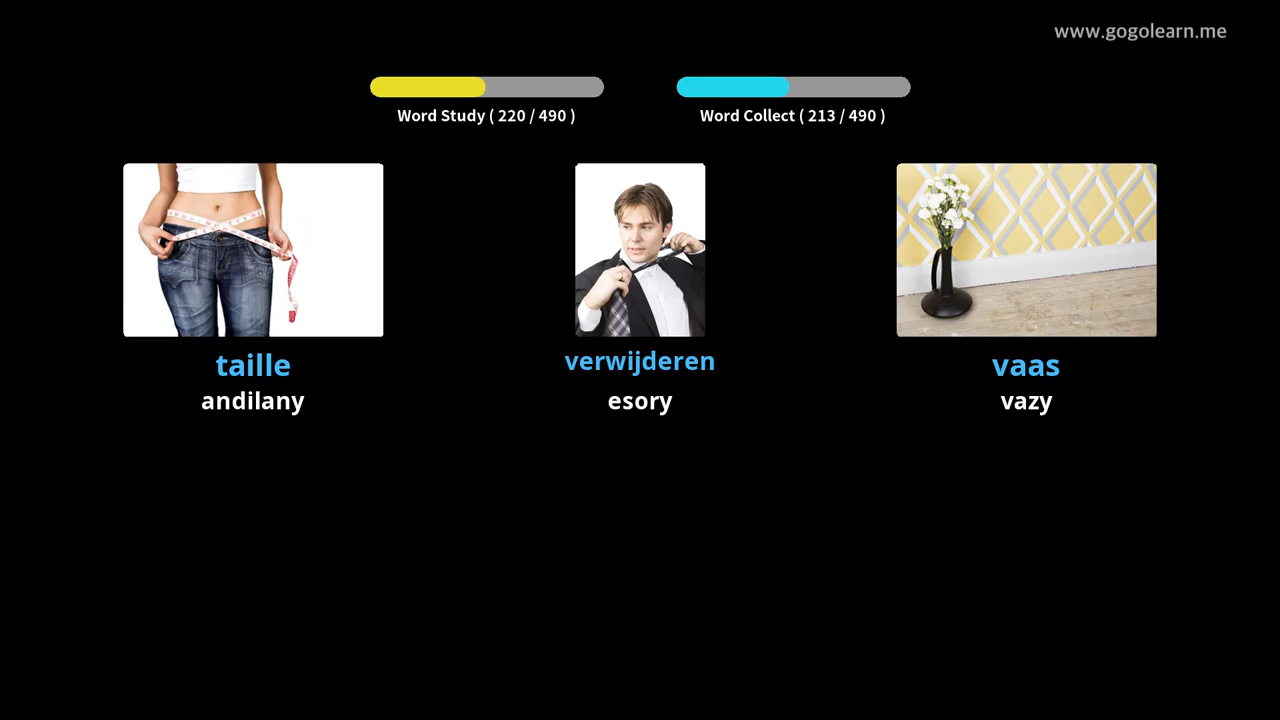 www.gogolearn.me
Word Study ( 220 / 490 )
Word Collect ( 213 / 490 )
taille
verwijderen
vaas
andilany
esory
vazy